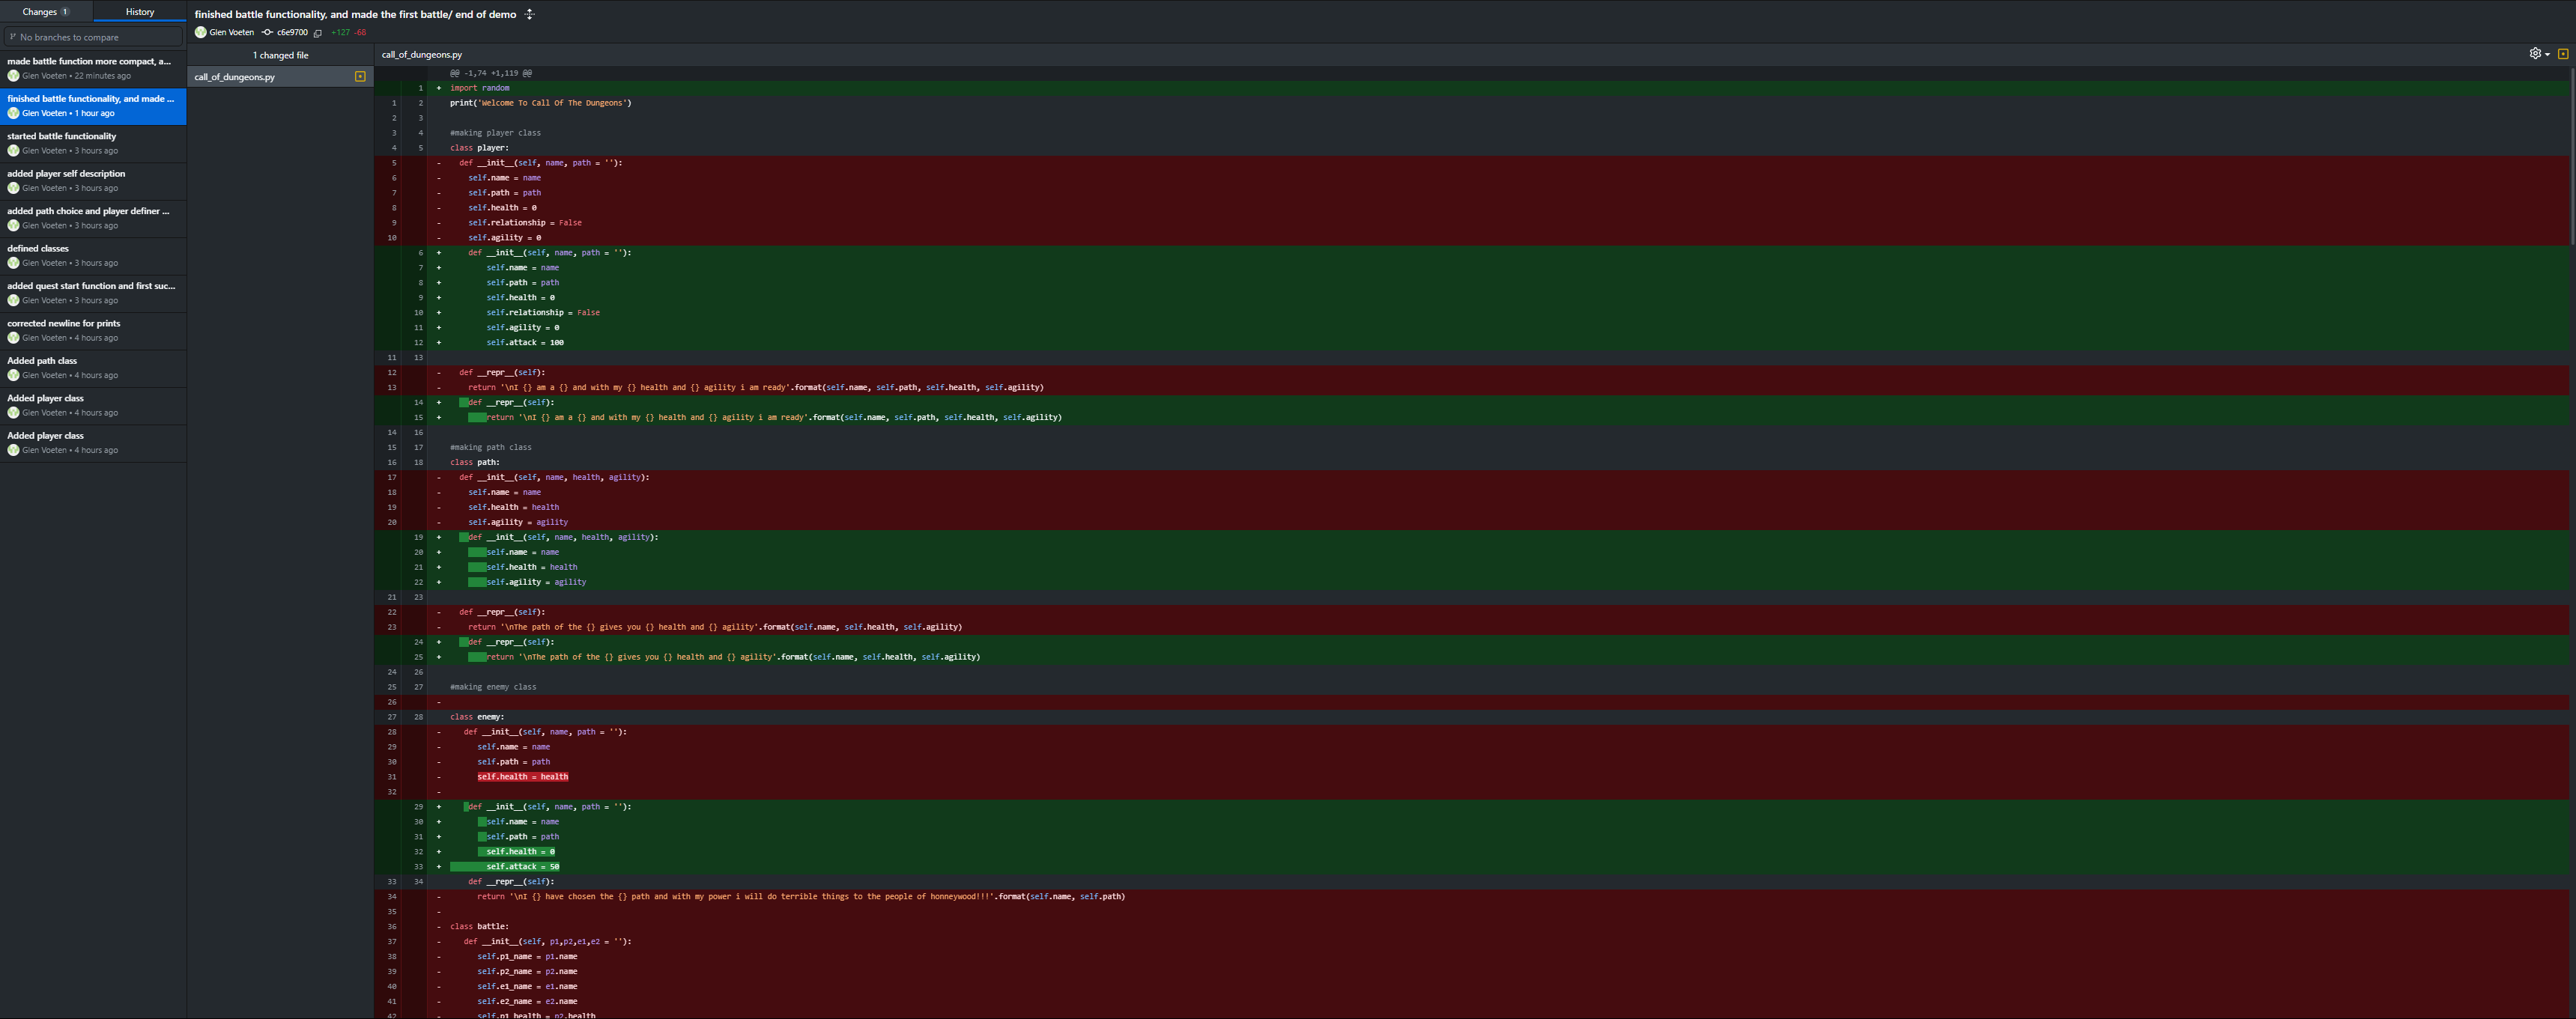 Changes 1
History
No branches to compare
made battle function more compact, a...
Glen Voeten • 22 minutes ago
finished battle functionality, and made ...
Glen Voeten • 1 hour ago
started battle functionality
Glen Voeten • 3 hours ago
added player self description
Glen Voeten • 3 hours ago
added path choice and player definer ...
Glen Voeten • 3 hours ago
defined classes
Glen Voeten • 3 hours ago
added quest start function and first suc...
Glen Voeten • 3 hours ago
corrected newline for prints
Glen Voeten • 4 hours ago
Added path class
Glen Voeten • 4 hours ago
Added player class
Glen Voeten • 4 hours ago
Added player class
Glen Voeten • 4 hours ago
finished battle functionality, and made the first battle/ end of demo
Glen Voeten c6e9700 +127 -68
1 changed file
call_of_dungeons.py
call_of_dungeons.py
@@ -1,74 +1,119 @@
1 + import random
1 2 print('Welcome To Call Of The Dungeons')
2 3
3 4 #making player class
4 5 class player:
5 - def __init__(self, name, path = ''):
6 - self.name = name
7 - self.path = path
8 - self.health = 0
9 - self.relationship = False
10 - self.agility = 0
6 + def __init__(self, name, path = ''):
7 + self.name = name
8 + self.path = path
9 + self.health = 0
10 + self.relationship = False
11 + self.agility = 0
12 + self.attack = 100
11 13
12 - def __repr__(self):
13 - return '\nI {} am a {} and with my {} health and {} agility i am ready'.format(self.name, self.path, self.health, self.agility)
14 + def __repr__(self):
15 + return '\nI {} am a {} and with my {} health and {} agility i am ready'.format(self.name, self.path, self.health, self.agility)
14 16
15 17 #making path class
16 18 class path:
17 - def __init__(self, name, health, agility):
18 - self.name = name
19 - self.health = health
20 - self.agility = agility
19 + def __init__(self, name, health, agility):
20 + self.name = name
21 + self.health = health
22 + self.agility = agility
21 23
22 - def __repr__(self):
23 - return '\nThe path of the {} gives you {} health and {} agility'.format(self.name, self.health, self.agility)
24 + def __repr__(self):
25 + return '\nThe path of the {} gives you {} health and {} agility'.format(self.name, self.health, self.agility)
24 26
25 27 #making enemy class
26 -
27 28 class enemy:
28 - def __init__(self, name, path = ''):
29 - self.name = name
30 - self.path = path
31 - self.health = health
32 -
29 + def __init__(self, name, path = ''):
30 + self.name = name
31 + self.path = path
32 + self.health = 0
33 + self.attack = 50
33 34 def __repr__(self):
34 - return '\nI {} have chosen the {} path and with my power i will do terrible things to the people of honneywood!!!'.format(self.name, self.path)
35 -
36 - class battle:
37 - def __init__(self, p1,p2,e1,e2 = ''):
38 - self.p1_name = p1.name
39 - self.p2_name = p2.name
40 - self.e1_name = e1.name
41 - self.e2_name = e2.name
42 - self.p1_health = p2.health